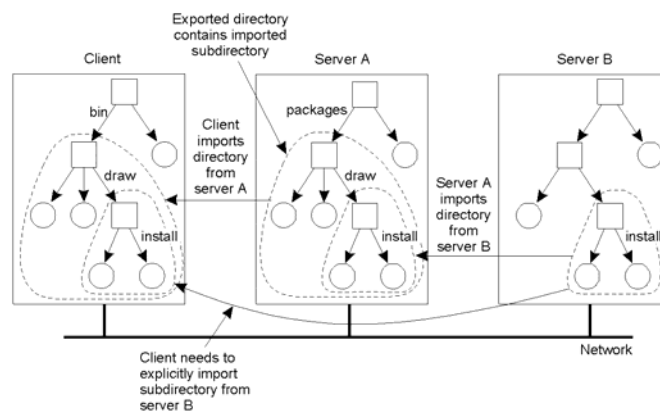 Exported directory
contains imported
subdirectory
Client
Server A
Server B
bin
packages
Client
imports
directory
from
server A
draw
draw
Server A
imports
directory
from
server B
install
install
install
Network
Client needs to
explicitly import
subdirectory from
server B